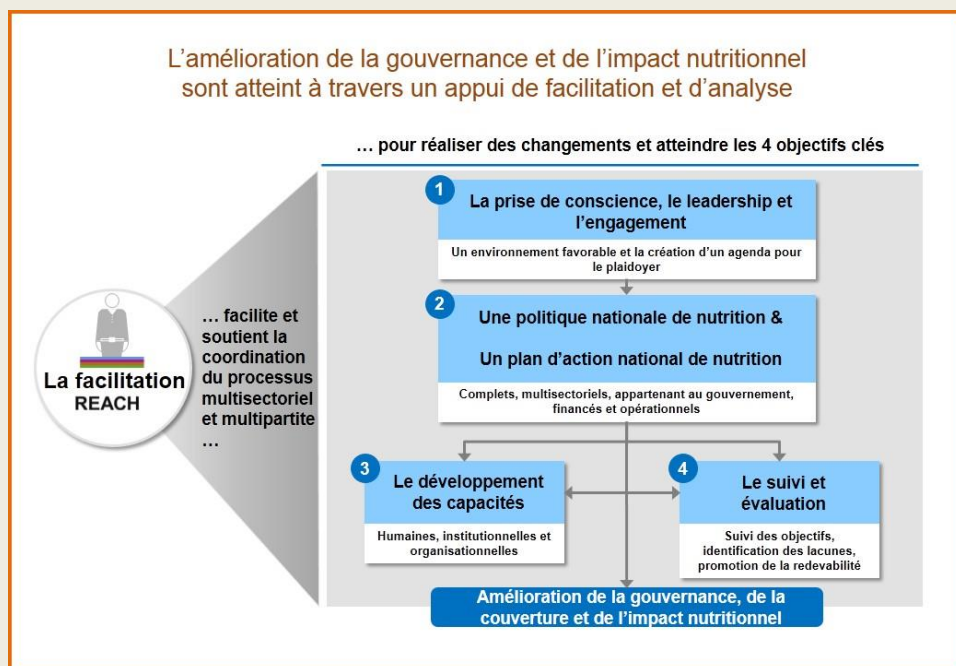 L’amélioration de la gouvernance et de l’impact nutritionnel
sont atteint à travers un appui de facilitation et d’analyse
… pour réaliser des changements et atteindre les 4 objectifs clés
La facilitation
REACH
… facilite et
soutient la
coordination
du processus
multisectoriel
et multipartite
…
1
La prise de conscience, le leadership et
l’engagement
Un environnement favorable et la création d’un agenda pour
le plaidoyer
2
Une politique nationale de nutrition &
Un plan d’action national de nutrition
Complets, multisectoriels, appartenant au gouvernement,
financés et opérationnels
3
Le développement
des capacités
Humaines, institutionnelles et
organisationnelles
4
Le suivi et
évaluation
Suivi des objectifs,
identification des lacunes,
promotion de la redevabilité
Amélioration de la gouvernance, de la
couverture et de l’impact nutritionnel